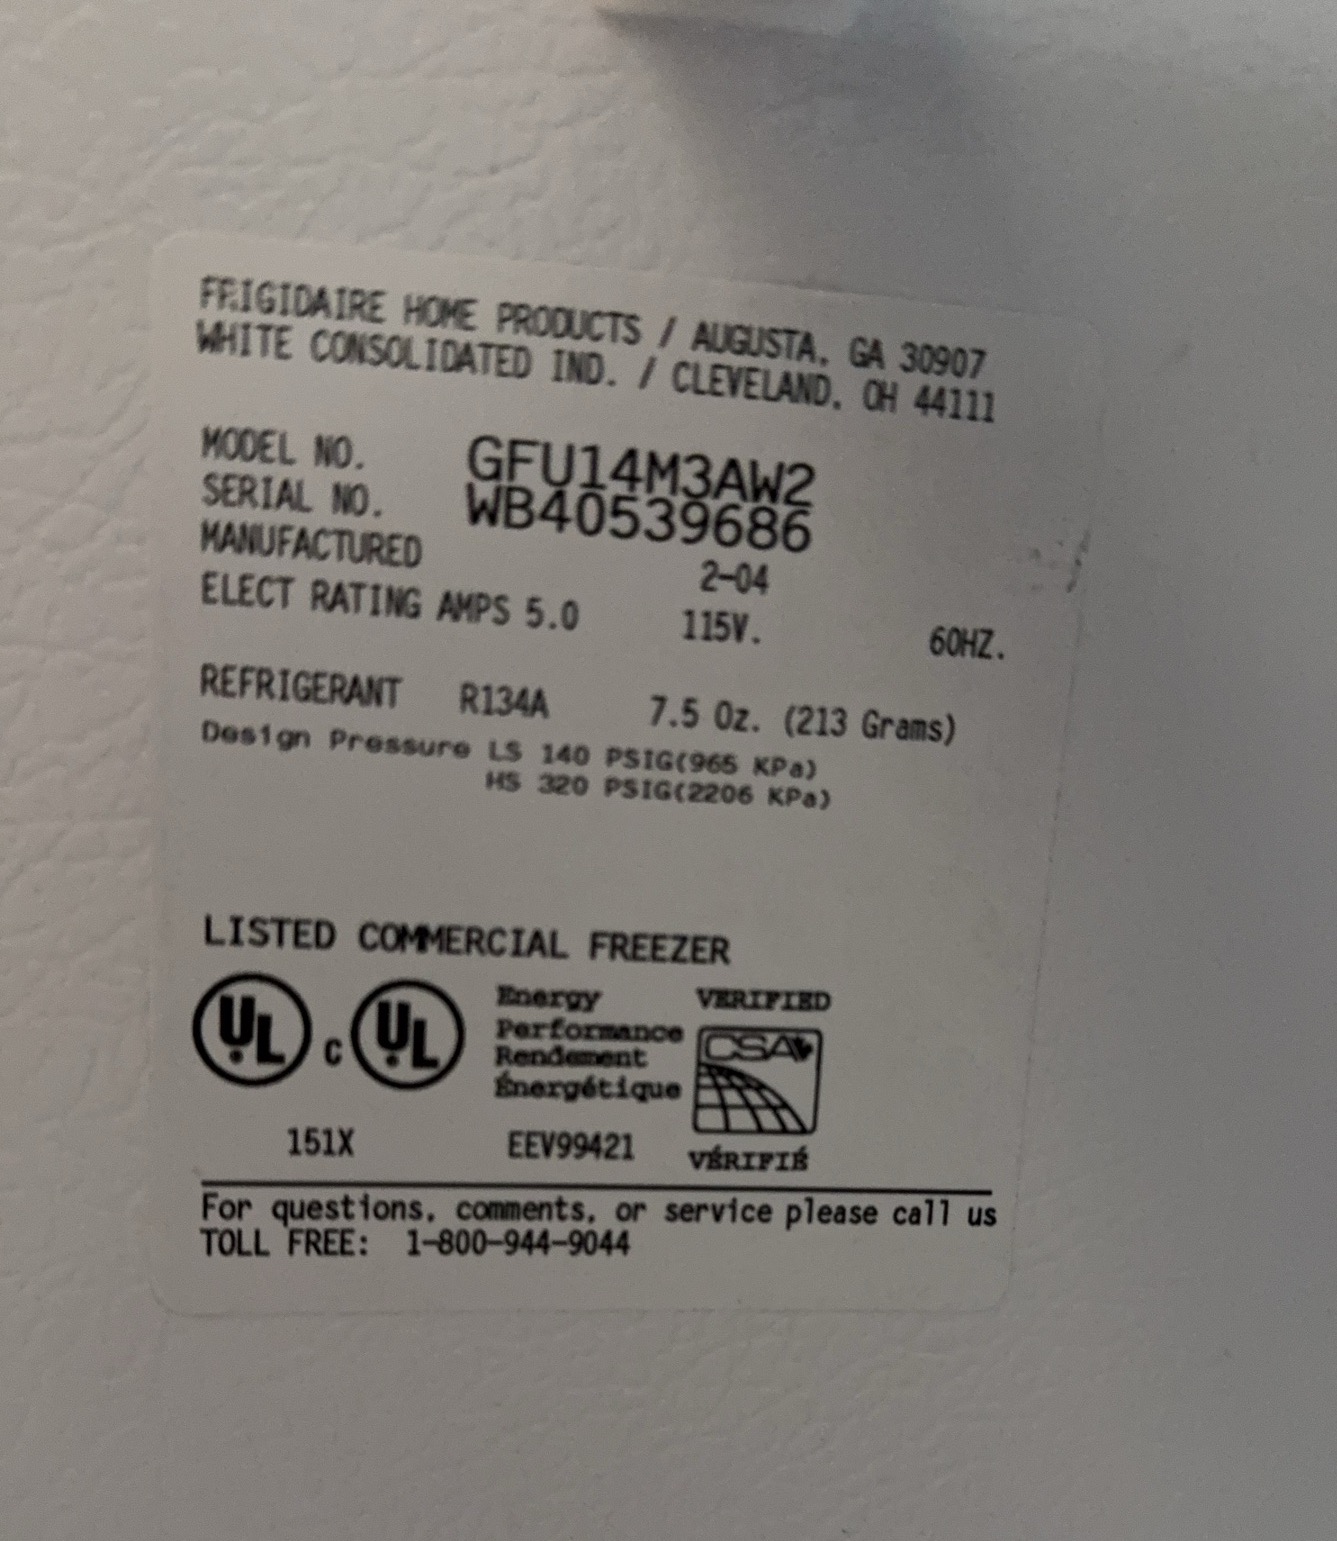 FRIGIDAIRE HOME PRODUCTS / AUGUSTA, GA 30907
WHITE CONSOLIDATED IND. / CLEVELAND, OH 44111
MODEL NO. GFU14M3AW2
SERIAL NO. WB40539686
MANUFACTURED 2-04
ELECT RATING AMPS 5.0 115V. 60HZ.
REFRIGERANT R134A 7.5 Oz. (213 Grams)
Design Pressure LS 140 PSIG(965 KPa)
HS 320 PSIG(2206 KPa)
LISTED COMMERCIAL FREEZER
UL c UL
Energy
Performance
Rendement
Énergétique
VERIFIED
CSA
VÉRIFIÉ
151X EEV99421
For questions, comments, or service please call us
TOLL FREE: 1-800-944-9044